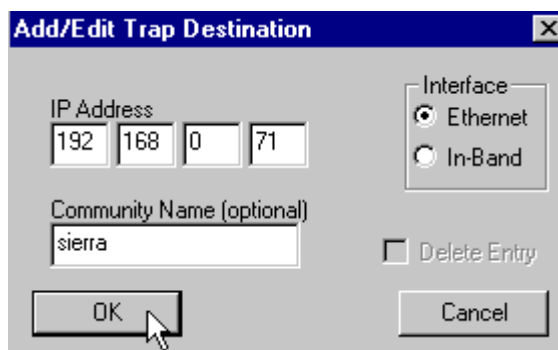 Add/Edit Trap Destination
IP Address
192 168 0 71
Interface
Ethernet
In-Band
Community Name (optional)
sierra
Delete Entry
OK
Cancel